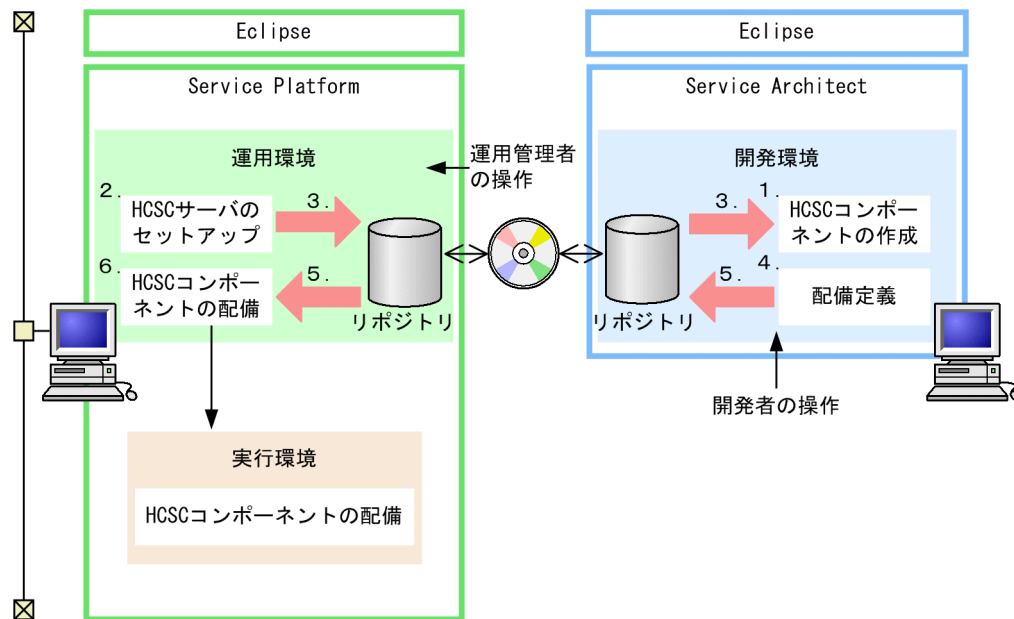 Eclipse
Service Platform
運用環境
2.
HCSCサーバの
セットアップ
3.
6.
HCSCコンポー
ネントの配備
5.
リポジトリ
運用管理者
の操作
実行環境
HCSCコンポーネントの配備
Eclipse
Service Architect
開発環境
3.
1.
HCSCコンポー
ネントの作成
5.
4.
配備定義
リポジトリ
開発者の操作